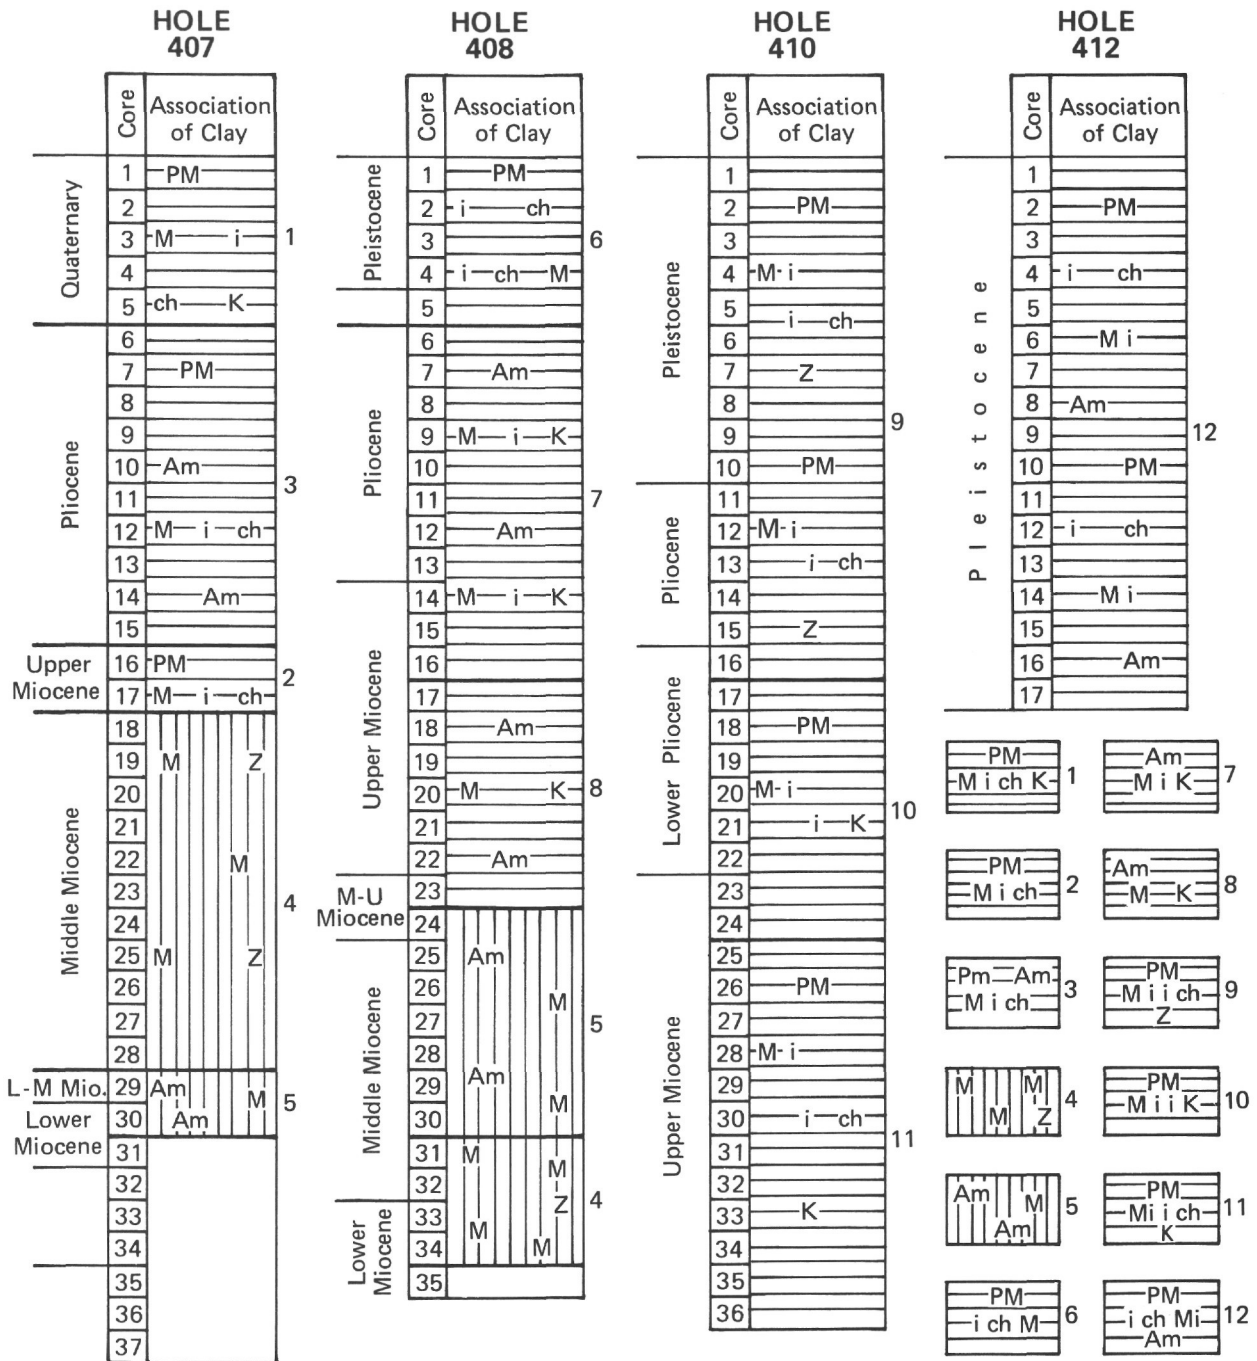 HOLE
407
Core
Association
of Clay
Quaternary
Pliocene
Upper
Miocene
Middle Miocene
L-M Mio.
Lower
Miocene
1 PM
2
3 M i
4
5 ch K
6
7 PM
8
9
10 Am
11
12 M i ch
13
14 Am
15
16 PM
17 M i ch
18
19 M Z
20
21
22 M
23
24
25 M Z
26
27
28
29 Am M
30 Am
31
32
33
34
35
36
37
1
3
2
4
5
HOLE
408
Core
Association
of Clay
Pleistocene
Pliocene
Upper Miocene
M-U
Miocene
Middle Miocene
Lower
Miocene
1 PM
2 i ch
3
4 i ch M
5
6
7 Am
8
9 M i K
10
11
12 Am
13
14 M i K
15
16
17
18 Am
19
20 M K
21
22 Am
23
24
25 Am
26 M
27
28
29 Am
30 M
31 M M
32
33 M Z
34 M
35
6
7
8
5
4
HOLE
410
Core
Association
of Clay
Pleistocene
Pliocene
Lower Pliocene
Upper Miocene
1
2 PM
3
4 M i
5 i ch
6
7 Z
8
9
10 PM
11
12 M i
13 i ch
14
15 Z
16
17
18 PM
19
20 M i
21 i K
22
23
24
25
26 PM
27
28 M i
29
30 i ch
31
32
33 K
34
35
36
9
10
11
HOLE
412
Core
Association
of Clay
Pleistocene
1
2 PM
3
4 i ch
5
6 M i
7
8 Am
9
10 PM
11
12 i ch
13
14 M i
15
16 Am
17
12
PM
M i ch K
1
Am
M i K
7
PM
M i ch
2
Am
M K
8
Pm Am
M i ch
3
PM
M i i ch
Z
9
M M
M Z
4
PM
M i i K
10
Am M
Am
5
PM
Mi i ch
K
11
PM
i ch M
6
PM
i ch Mi
Am
12